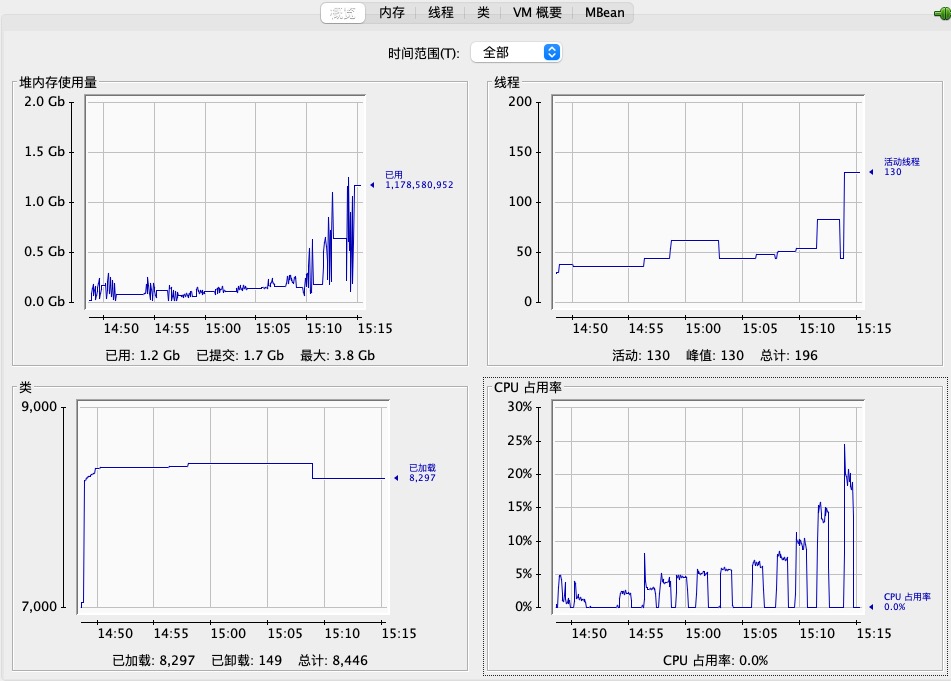 概览 内存 线程 类 VM 概要 MBean
时间范围(T): 全部
堆内存使用量
2.0 Gb
1.5 Gb
1.0 Gb
0.5 Gb
0.0 Gb
已用
1,178,580,952
14:50 14:55 15:00 15:05 15:10 15:15
已用: 1.2 Gb 已提交: 1.7 Gb 最大: 3.8 Gb
线程
200
150
100
50
0
活动线程
130
14:50 14:55 15:00 15:05 15:10 15:15
活动: 130 峰值: 130 总计: 196
类
9,000
7,000
已加载
8,297
14:50 14:55 15:00 15:05 15:10 15:15
已加载: 8,297 已卸载: 149 总计: 8,446
CPU 占用率
30%
25%
20%
15%
10%
5%
0%
CPU 占用率
0.0%
14:50 14:55 15:00 15:05 15:10 15:15
CPU 占用率: 0.0%